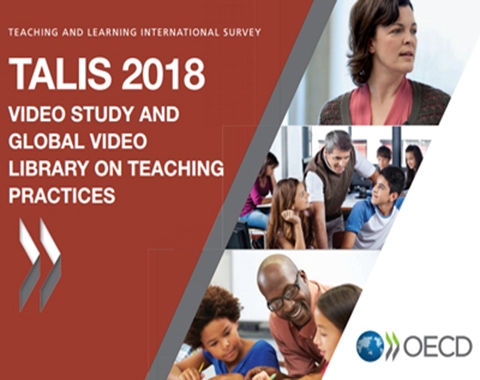 TEACHING AND LEARNING INTERNATIONAL SURVEY
TALIS 2018
VIDEO STUDY AND
GLOBAL VIDEO
LIBRARY ON TEACHING
PRACTICES
OECD